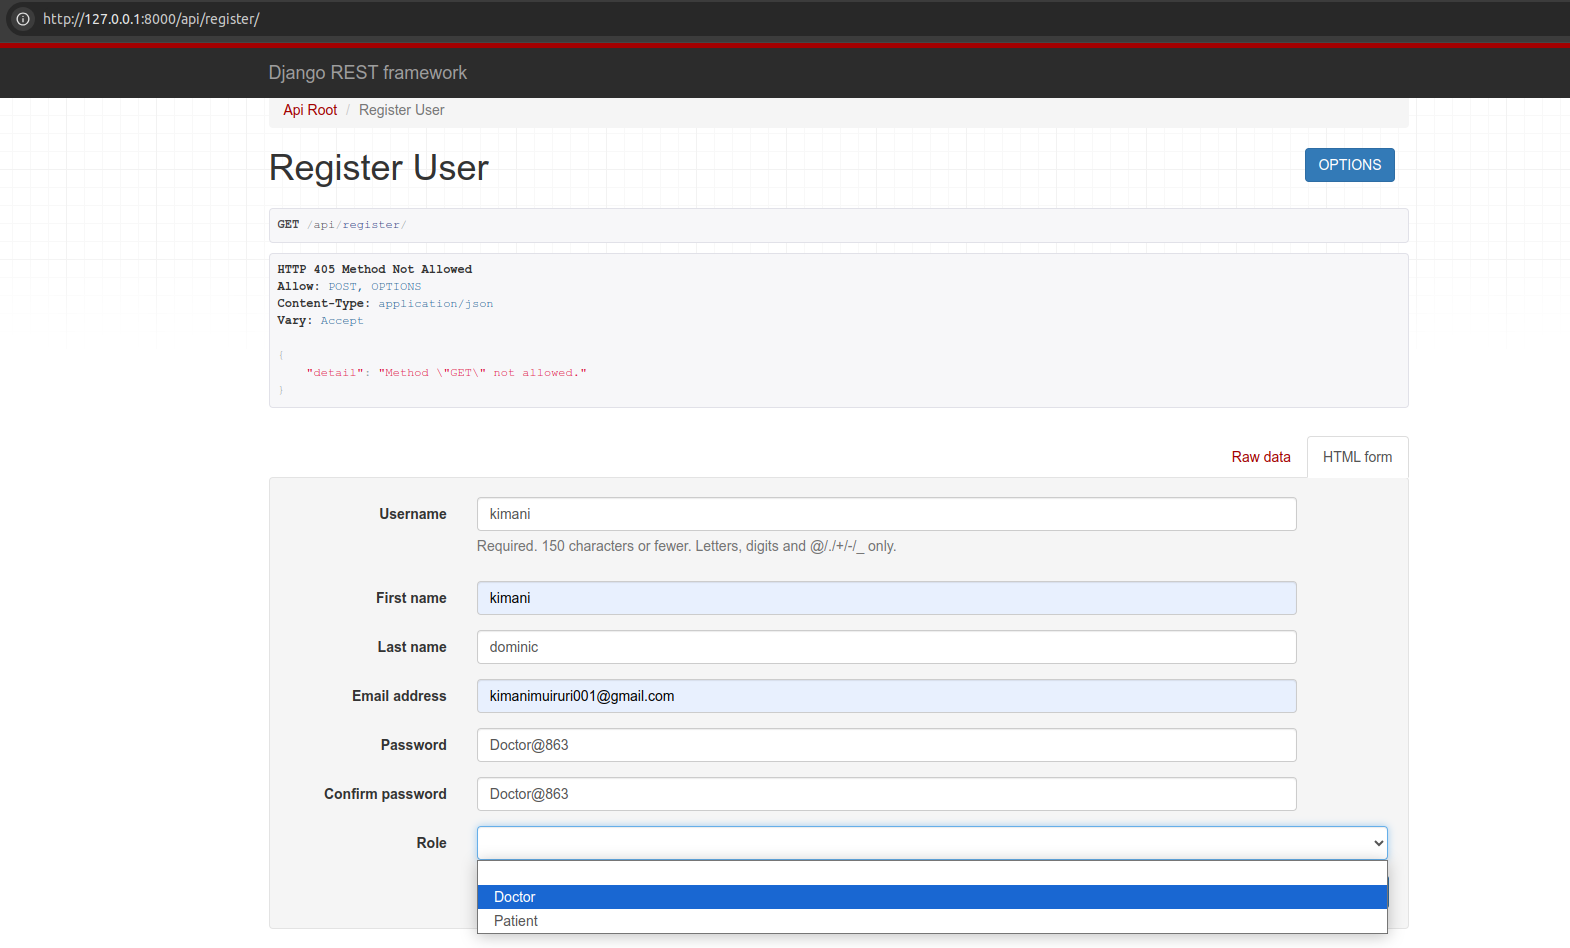 http://127.0.0.1:8000/api/register/
Django REST framework
Api Root / Register User
Register User
OPTIONS
GET /api/register/
HTTP 405 Method Not Allowed
Allow: POST, OPTIONS
Content-Type: application/json
Vary: Accept
{
"detail": "Method \"GET\" not allowed."
}
Raw data
HTML form
Username
kimani
Required. 150 characters or fewer. Letters, digits and @/./+/-/_ only.
First name
kimani
Last name
dominic
Email address
kimanimuiruri001@gmail.com
Password
Doctor@863
Confirm password
Doctor@863
Role
Doctor
Patient